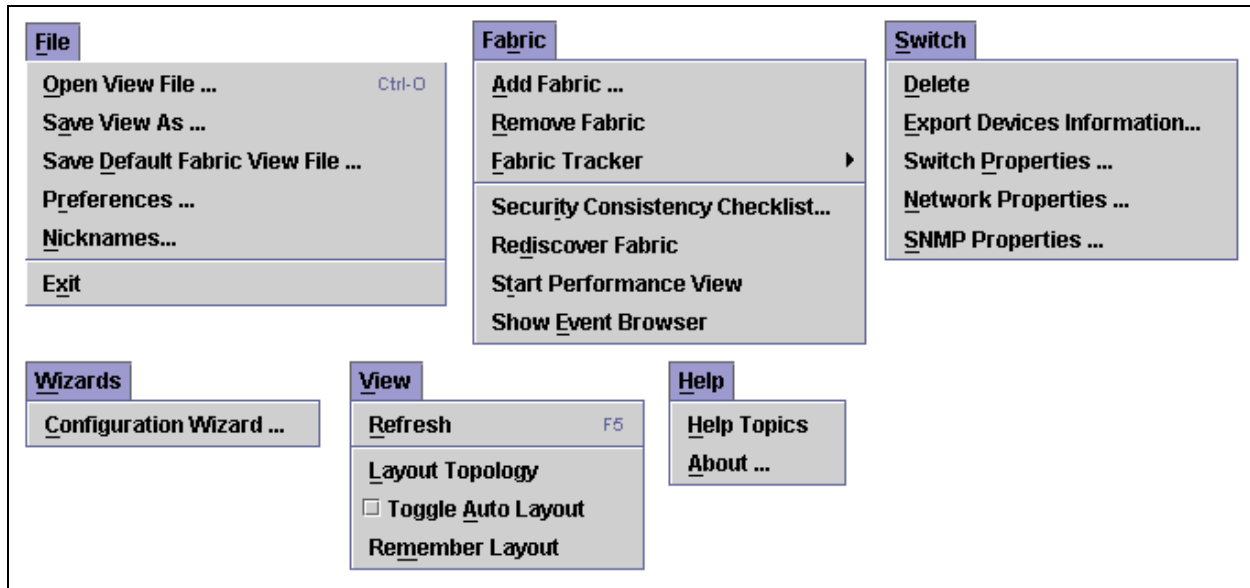 File
Open View File ... Ctrl-O
Save View As ...
Save Default Fabric View File ...
Preferences ...
Nicknames...
Exit
Fabric
Add Fabric ...
Remove Fabric
Fabric Tracker
Security Consistency Checklist...
Rediscover Fabric
Start Performance View
Show Event Browser
Switch
Delete
Export Devices Information...
Switch Properties ...
Network Properties ...
SNMP Properties ...
Wizards
Configuration Wizard ...
View
Refresh F5
Layout Topology
Toggle Auto Layout
Remember Layout
Help
Help Topics
About ...